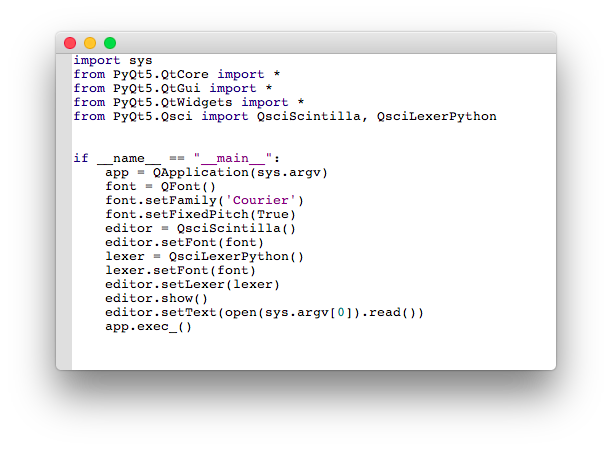 import sys
from PyQt5.QtCore import *
from PyQt5.QtGui import *
from PyQt5.QtWidgets import *
from PyQt5.Qsci import QsciScintilla, QsciLexerPython


if __name__ == "__main__":
    app = QApplication(sys.argv)
    font = QFont()
    font.setFamily('Courier')
    font.setFixedPitch(True)
    editor = QsciScintilla()
    editor.setFont(font)
    lexer = QsciLexerPython()
    lexer.setFont(font)
    editor.setLexer(lexer)
    editor.show()
    editor.setText(open(sys.argv[0]).read())
    app.exec_()